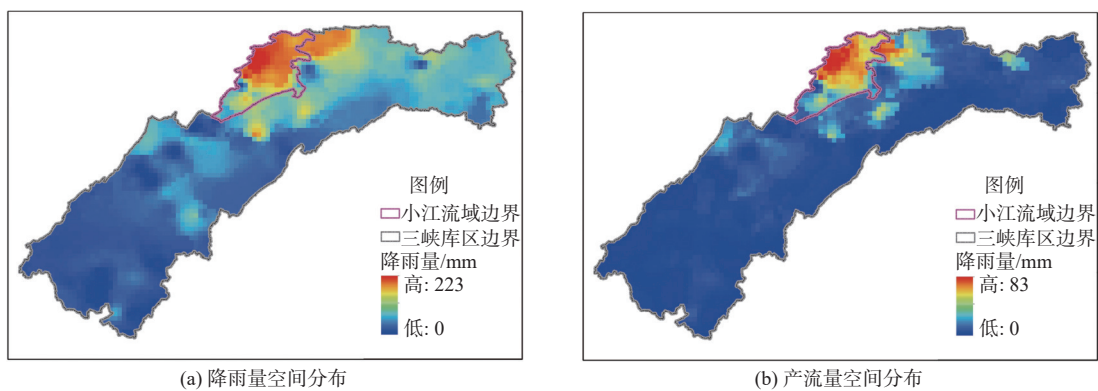 图例
小江流域边界
三峡库区边界
降雨量/mm
高: 223
低: 0
(a) 降雨量空间分布
图例
小江流域边界
三峡库区边界
降雨量/mm
高: 83
低: 0
(b) 产流量空间分布